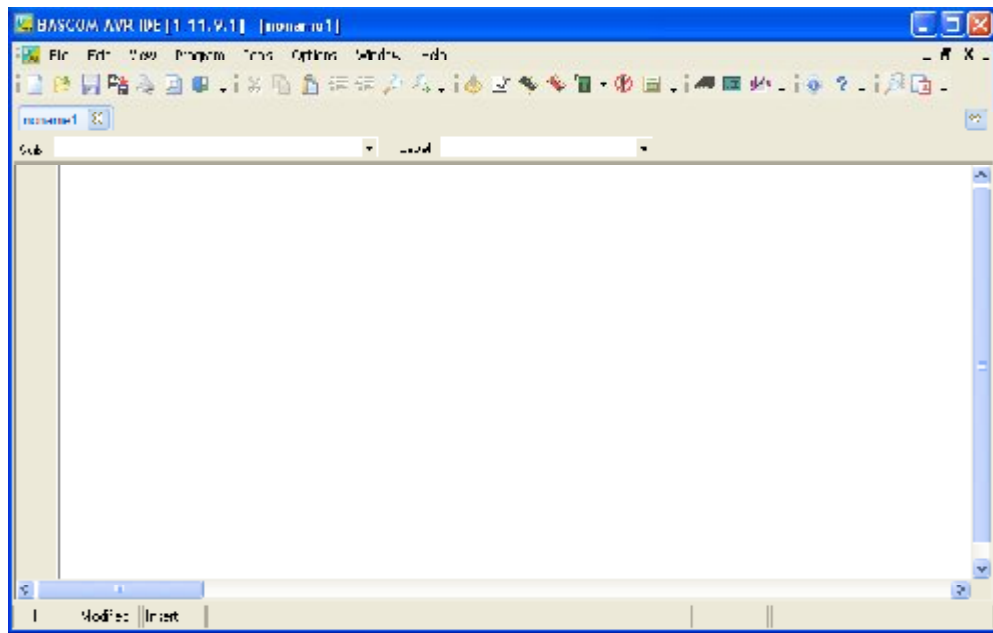 BASCOM-AVR IDE [1.11.9.1] - [noname1]
File Edit View Program Tools Options Window Help
noname1
Sub Label
Modified Insert